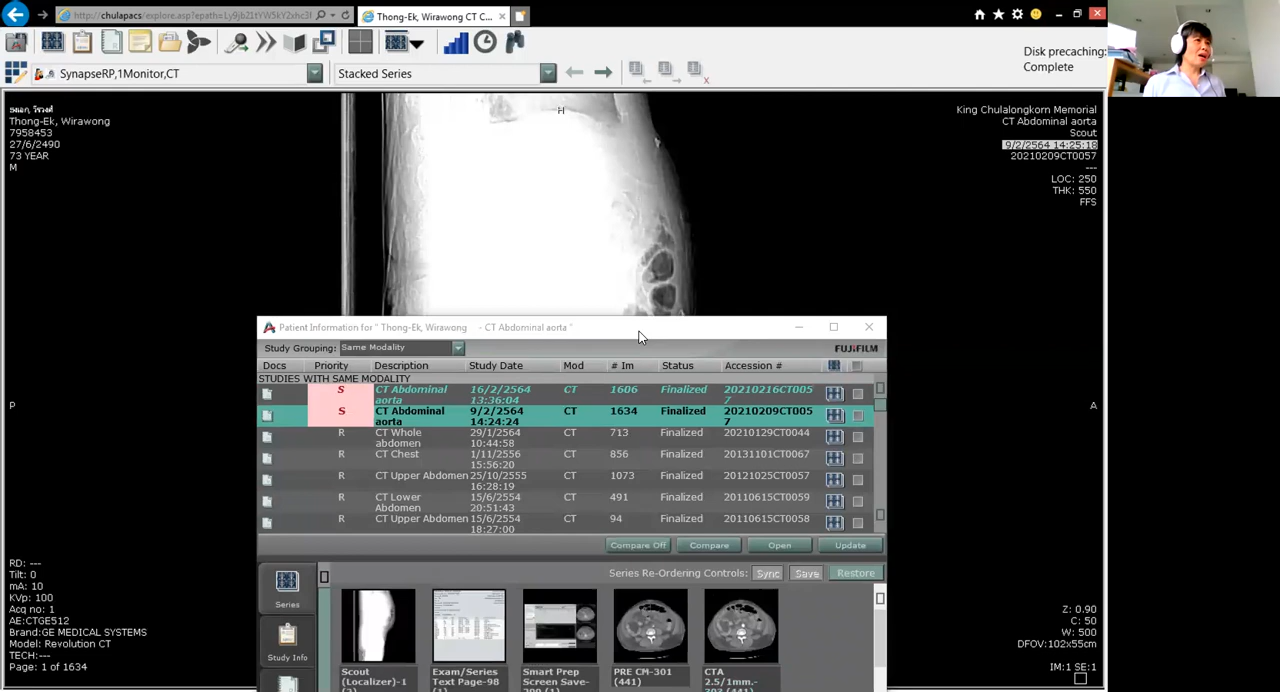 http://chulapacs/explore.asp?epath=
Thong-Ek, Wirawong CT C...
Disk precaching:
Complete
SynapseRP,1Monitor,CT
Stacked Series
Thong-Ek, Wirawong
7958453
27/6/2490
73 YEAR
M
H
King Chulalongkorn Memorial
CT Abdominal aorta
Scout
9/2/2564 14:25:18
20210209CT0057
---
LOC: 250
THK: 550
FFS
P
A
Patient Information for " Thong-Ek, Wirawong - CT Abdominal aorta "
Study Grouping: Same Modality
FUJIFILM
Docs Priority Description Study Date Mod # Im Status Accession #
STUDIES WITH SAME MODALITY
S CT Abdominal 16/2/2564 CT 1606 Finalized 20210216CT005
aorta 13:36:04 7
S CT Abdominal 9/2/2564 CT 1634 Finalized 20210209CT005
aorta 14:24:24 7
R CT Whole 29/1/2564 CT 713 Finalized 20210129CT0044
abdomen 10:44:58
R CT Chest 1/11/2556 CT 856 Finalized 20131101CT0067
15:56:20
R CT Upper Abdomen 25/10/2555 CT 1073 Finalized 20121025CT0057
16:28:19
R CT Lower 15/6/2554 CT 491 Finalized 20110615CT0059
Abdomen 20:51:43
R CT Upper Abdomen 15/6/2554 CT 94 Finalized 20110615CT0058
18:27:00
Compare Off Compare Open Update
Series Re-Ordering Controls: Sync Save Restore
Series
Study Info
Scout
(Localizer)-1
(2)
Exam/Series
Text Page-98
(1)
Smart Prep
Screen Save-
PRE CM-301
(441)
CTA
2.5/1mm.-
RD: ---
Tilt: 0
mA: 10
KVp: 100
Acq no: 1
AE:CTGE512
Brand:GE MEDICAL SYSTEMS
Model: Revolution CT
TECH:---
Page: 1 of 1634
Z: 0.90
C: 50
W: 500
DFOV:102x55cm
IM:1 SE:1